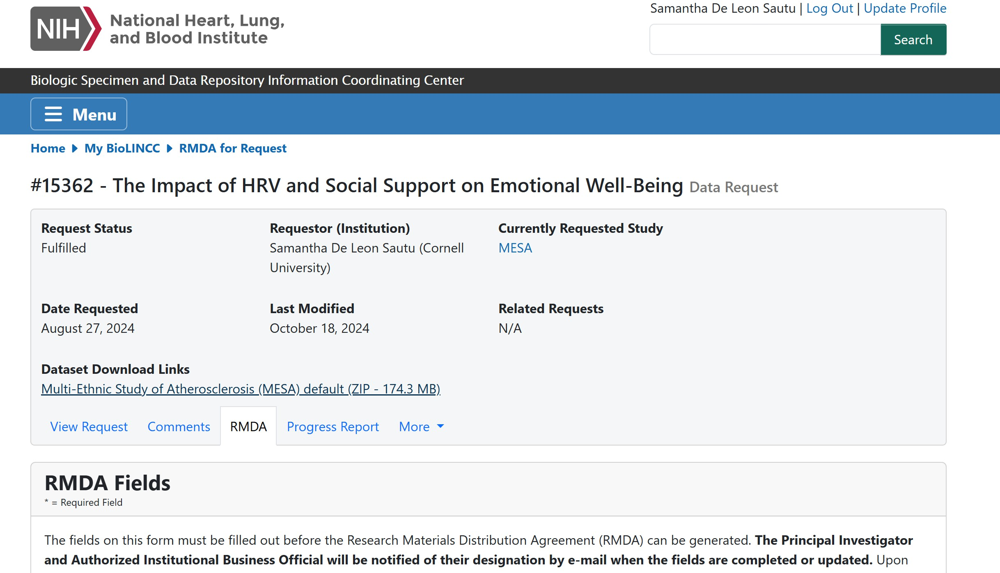 NIH National Heart, Lung,
and Blood Institute
Samantha De Leon Sautu | Log Out | Update Profile
Search
Biologic Specimen and Data Repository Information Coordinating Center
Menu
Home My BioLINCC RMDA for Request
#15362 - The Impact of HRV and Social Support on Emotional Well-Being Data Request
Request Status
Fulfilled
Requestor (Institution)
Samantha De Leon Sautu (Cornell
University)
Currently Requested Study
MESA
Date Requested
August 27, 2024
Last Modified
October 18, 2024
Related Requests
N/A
Dataset Download Links
Multi-Ethnic Study of Atherosclerosis (MESA) default (ZIP - 174.3 MB)
View Request Comments RMDA Progress Report More
RMDA Fields
* = Required Field
The fields on this form must be filled out before the Research Materials Distribution Agreement (RMDA) can be generated. The Principal Investigator
and Authorized Institutional Business Official will be notified of their designation by e-mail when the fields are completed or updated. Upon